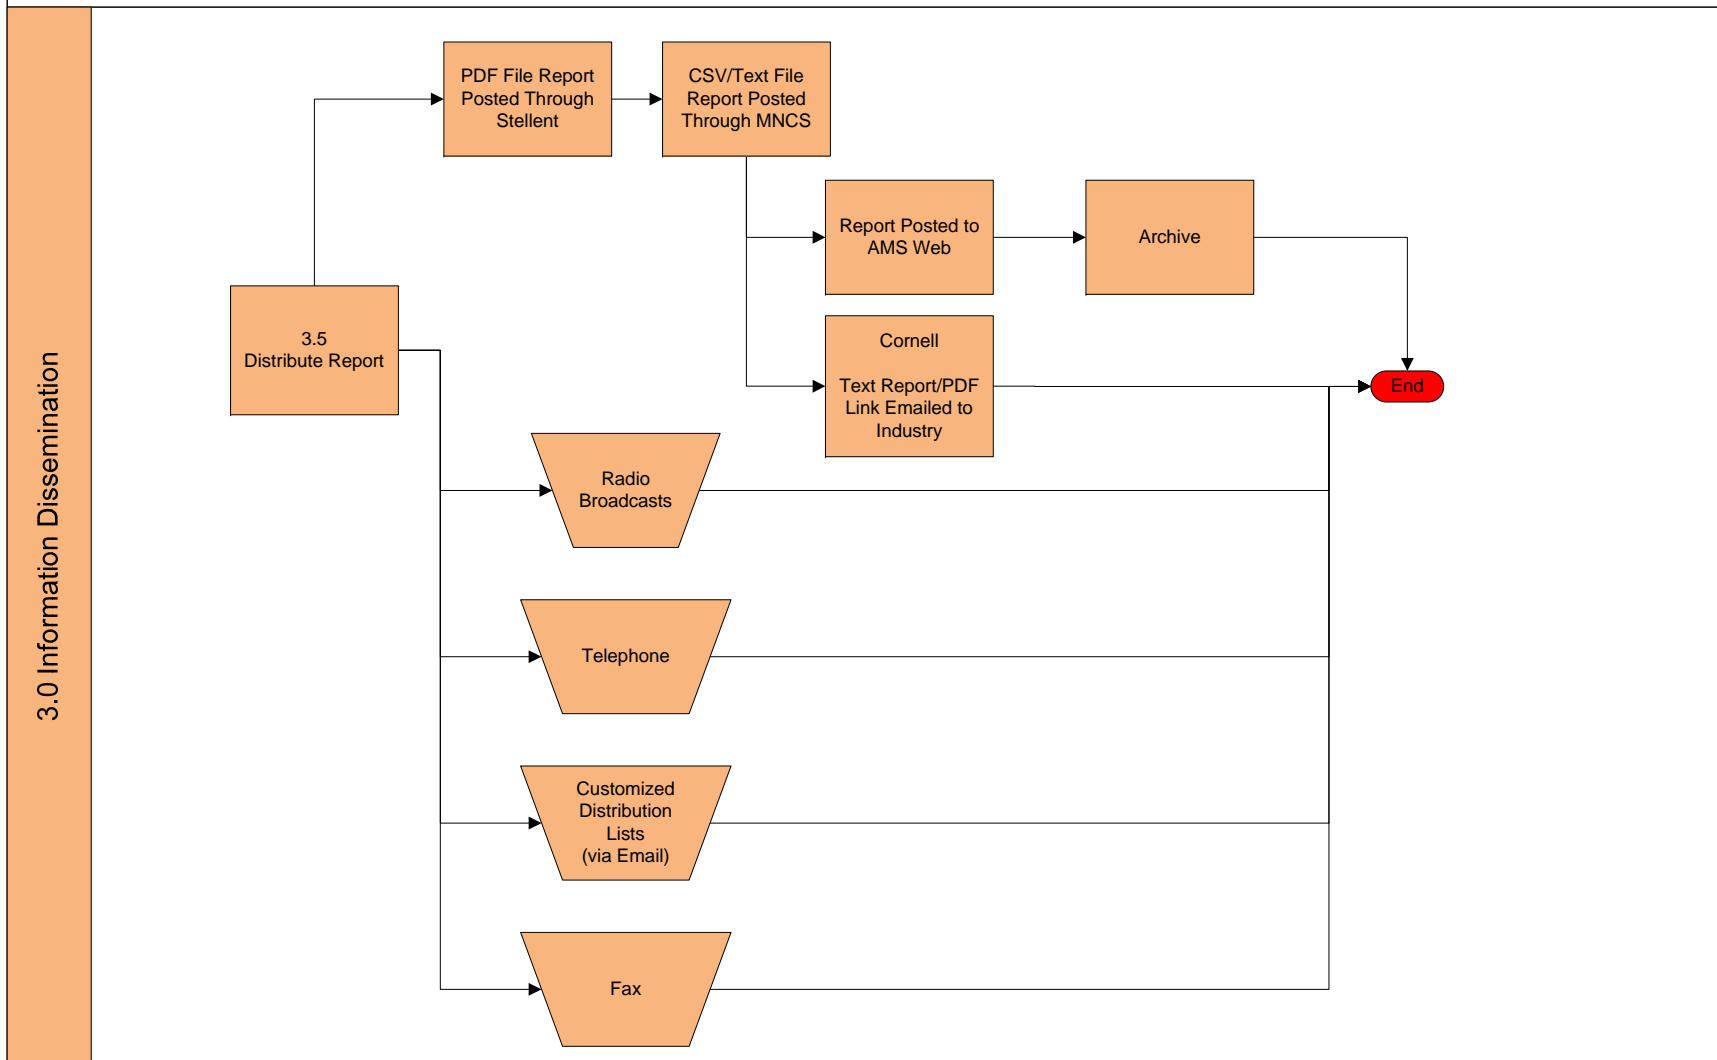 3.0 Information Dissemination
PDF File Report
Posted Through
Stellent
CSV/Text File
Report Posted
Through MNCS
Report Posted to
AMS Web
Archive
3.5
Distribute Report
Cornell
Text Report/PDF
Link Emailed to
Industry
End
Radio
Broadcasts
Telephone
Customized
Distribution
Lists
(via Email)
Fax